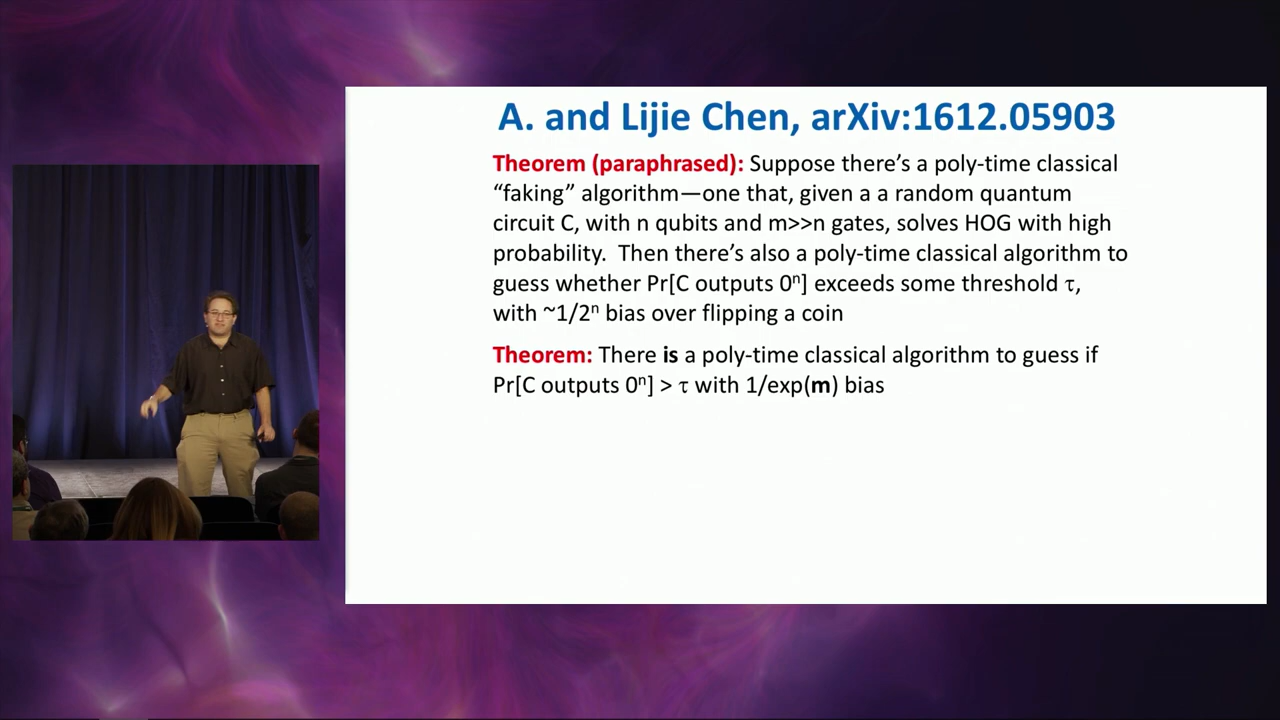 A. and Lijie Chen, arXiv:1612.05903
Theorem (paraphrased): Suppose there’s a poly-time classical
“faking” algorithm—one that, given a a random quantum
circuit C, with n qubits and m>>n gates, solves HOG with high
probability.  Then there’s also a poly-time classical algorithm to
guess whether Pr[C outputs 0ⁿ] exceeds some threshold τ,
with ~1/2ⁿ bias over flipping a coin
Theorem: There is a poly-time classical algorithm to guess if
Pr[C outputs 0ⁿ] > τ with 1/exp(m) bias